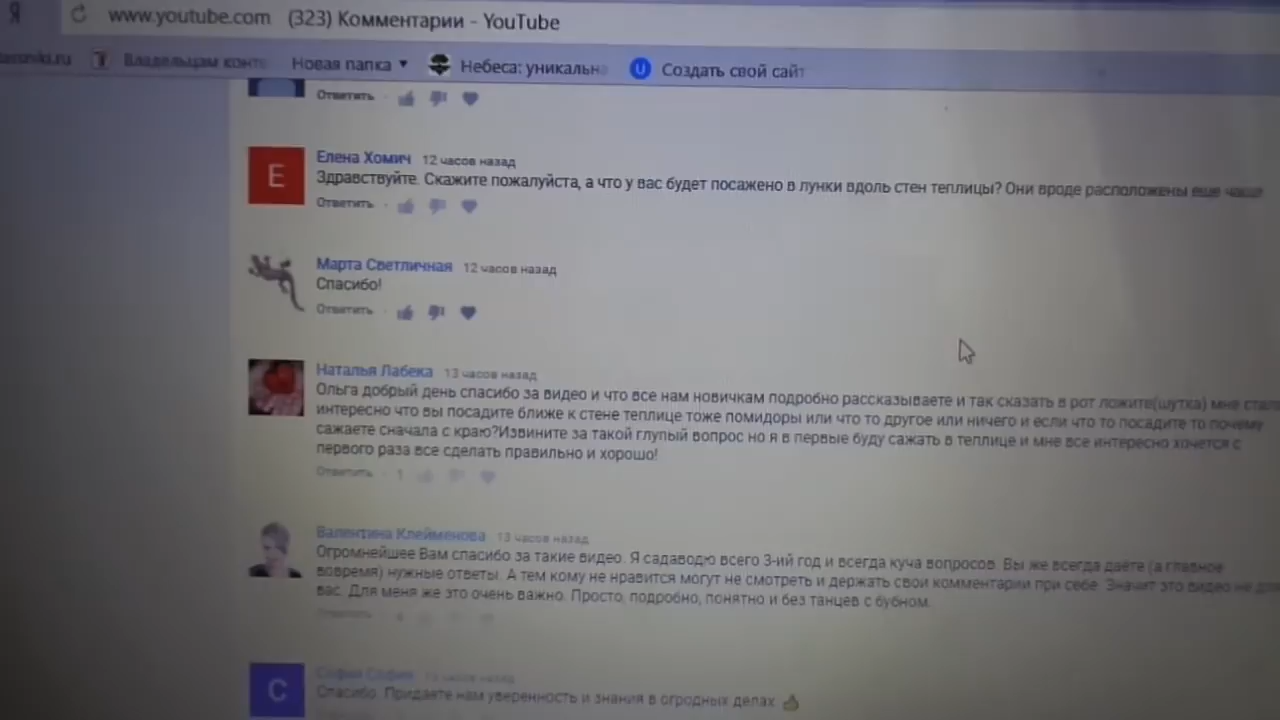 Я www.youtube.com (323) Комментарии - YouTube
Владельцам конт Новая папка Небеса: уникальн U Создать свой сайт
Ответить
Е Елена Хомич 12 часов назад
Здравствуйте. Скажите пожалуйста, а что у вас будет посажено в лунки вдоль стен теплицы? Они вроде расположены еще чаще
Ответить
Марта Светличная 12 часов назад
Спасибо!
Ответить
Наталья Лабека 13 часов назад
Ольга добрый день спасибо за видео и что все нам новичкам подробно рассказываете и так сказать в рот ложите(шутка) мне стало
интересно что вы посадите ближе к стене теплице тоже помидоры или что то другое или ничего и если что то посадите то почему
сажаете сначала с краю?Извините за такой глупый вопрос но я в первые буду сажать в теплице и мне все интересно хочется с
первого раза все сделать правильно и хорошо!
Ответить 1
Валентина Клейменова 13 часов назад
Огромнейшее Вам спасибо за такие видео. Я садаводю всего 3-ий год и всегда куча вопросов. Вы же всегда даёте (а главное
вовремя) нужные ответы. А тем кому не нравится могут не смотреть и держать свои комментарии при себе. Значит это видео не для
вас. Для меня же это очень важно. Просто, подробно, понятно и без танцев с бубном.
Ответить 4
С София София 13 часов назад
Спасибо. Придаёте нам уверенность и знания в огродных делах